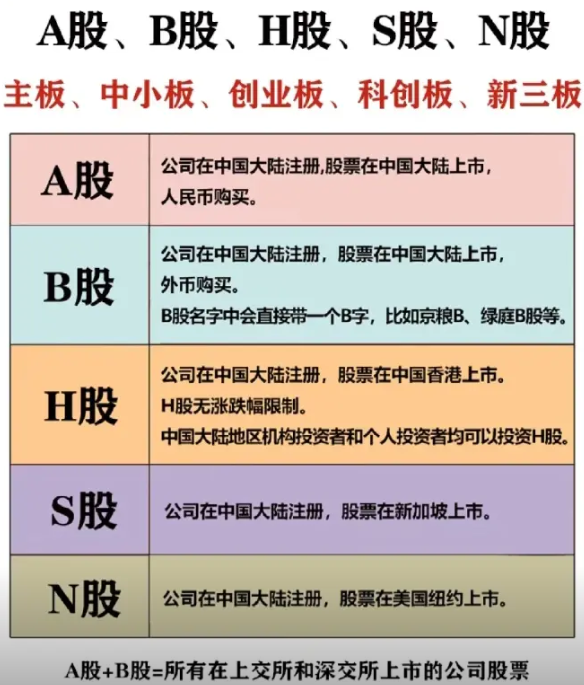 A股、B股、H股、S股、N股
主板、中小板、创业板、科创板、新三板
A股
公司在中国大陆注册,股票在中国大陆上市，
人民币购买。
B股
公司在中国大陆注册，股票在中国大陆上市，
外币购买。
B股名字中会直接带一个B字，比如京粮B、绿庭B股等。
H股
公司在中国大陆注册，股票在中国香港上市。
H股无涨跌幅限制。
中国大陆地区机构投资者和个人投资者均可以投资H股。
S股
公司在中国大陆注册，股票在新加坡上市。
N股
公司在中国大陆注册，股票在美国纽约上市。
A股+B股=所有在上交所和深交所上市的公司股票